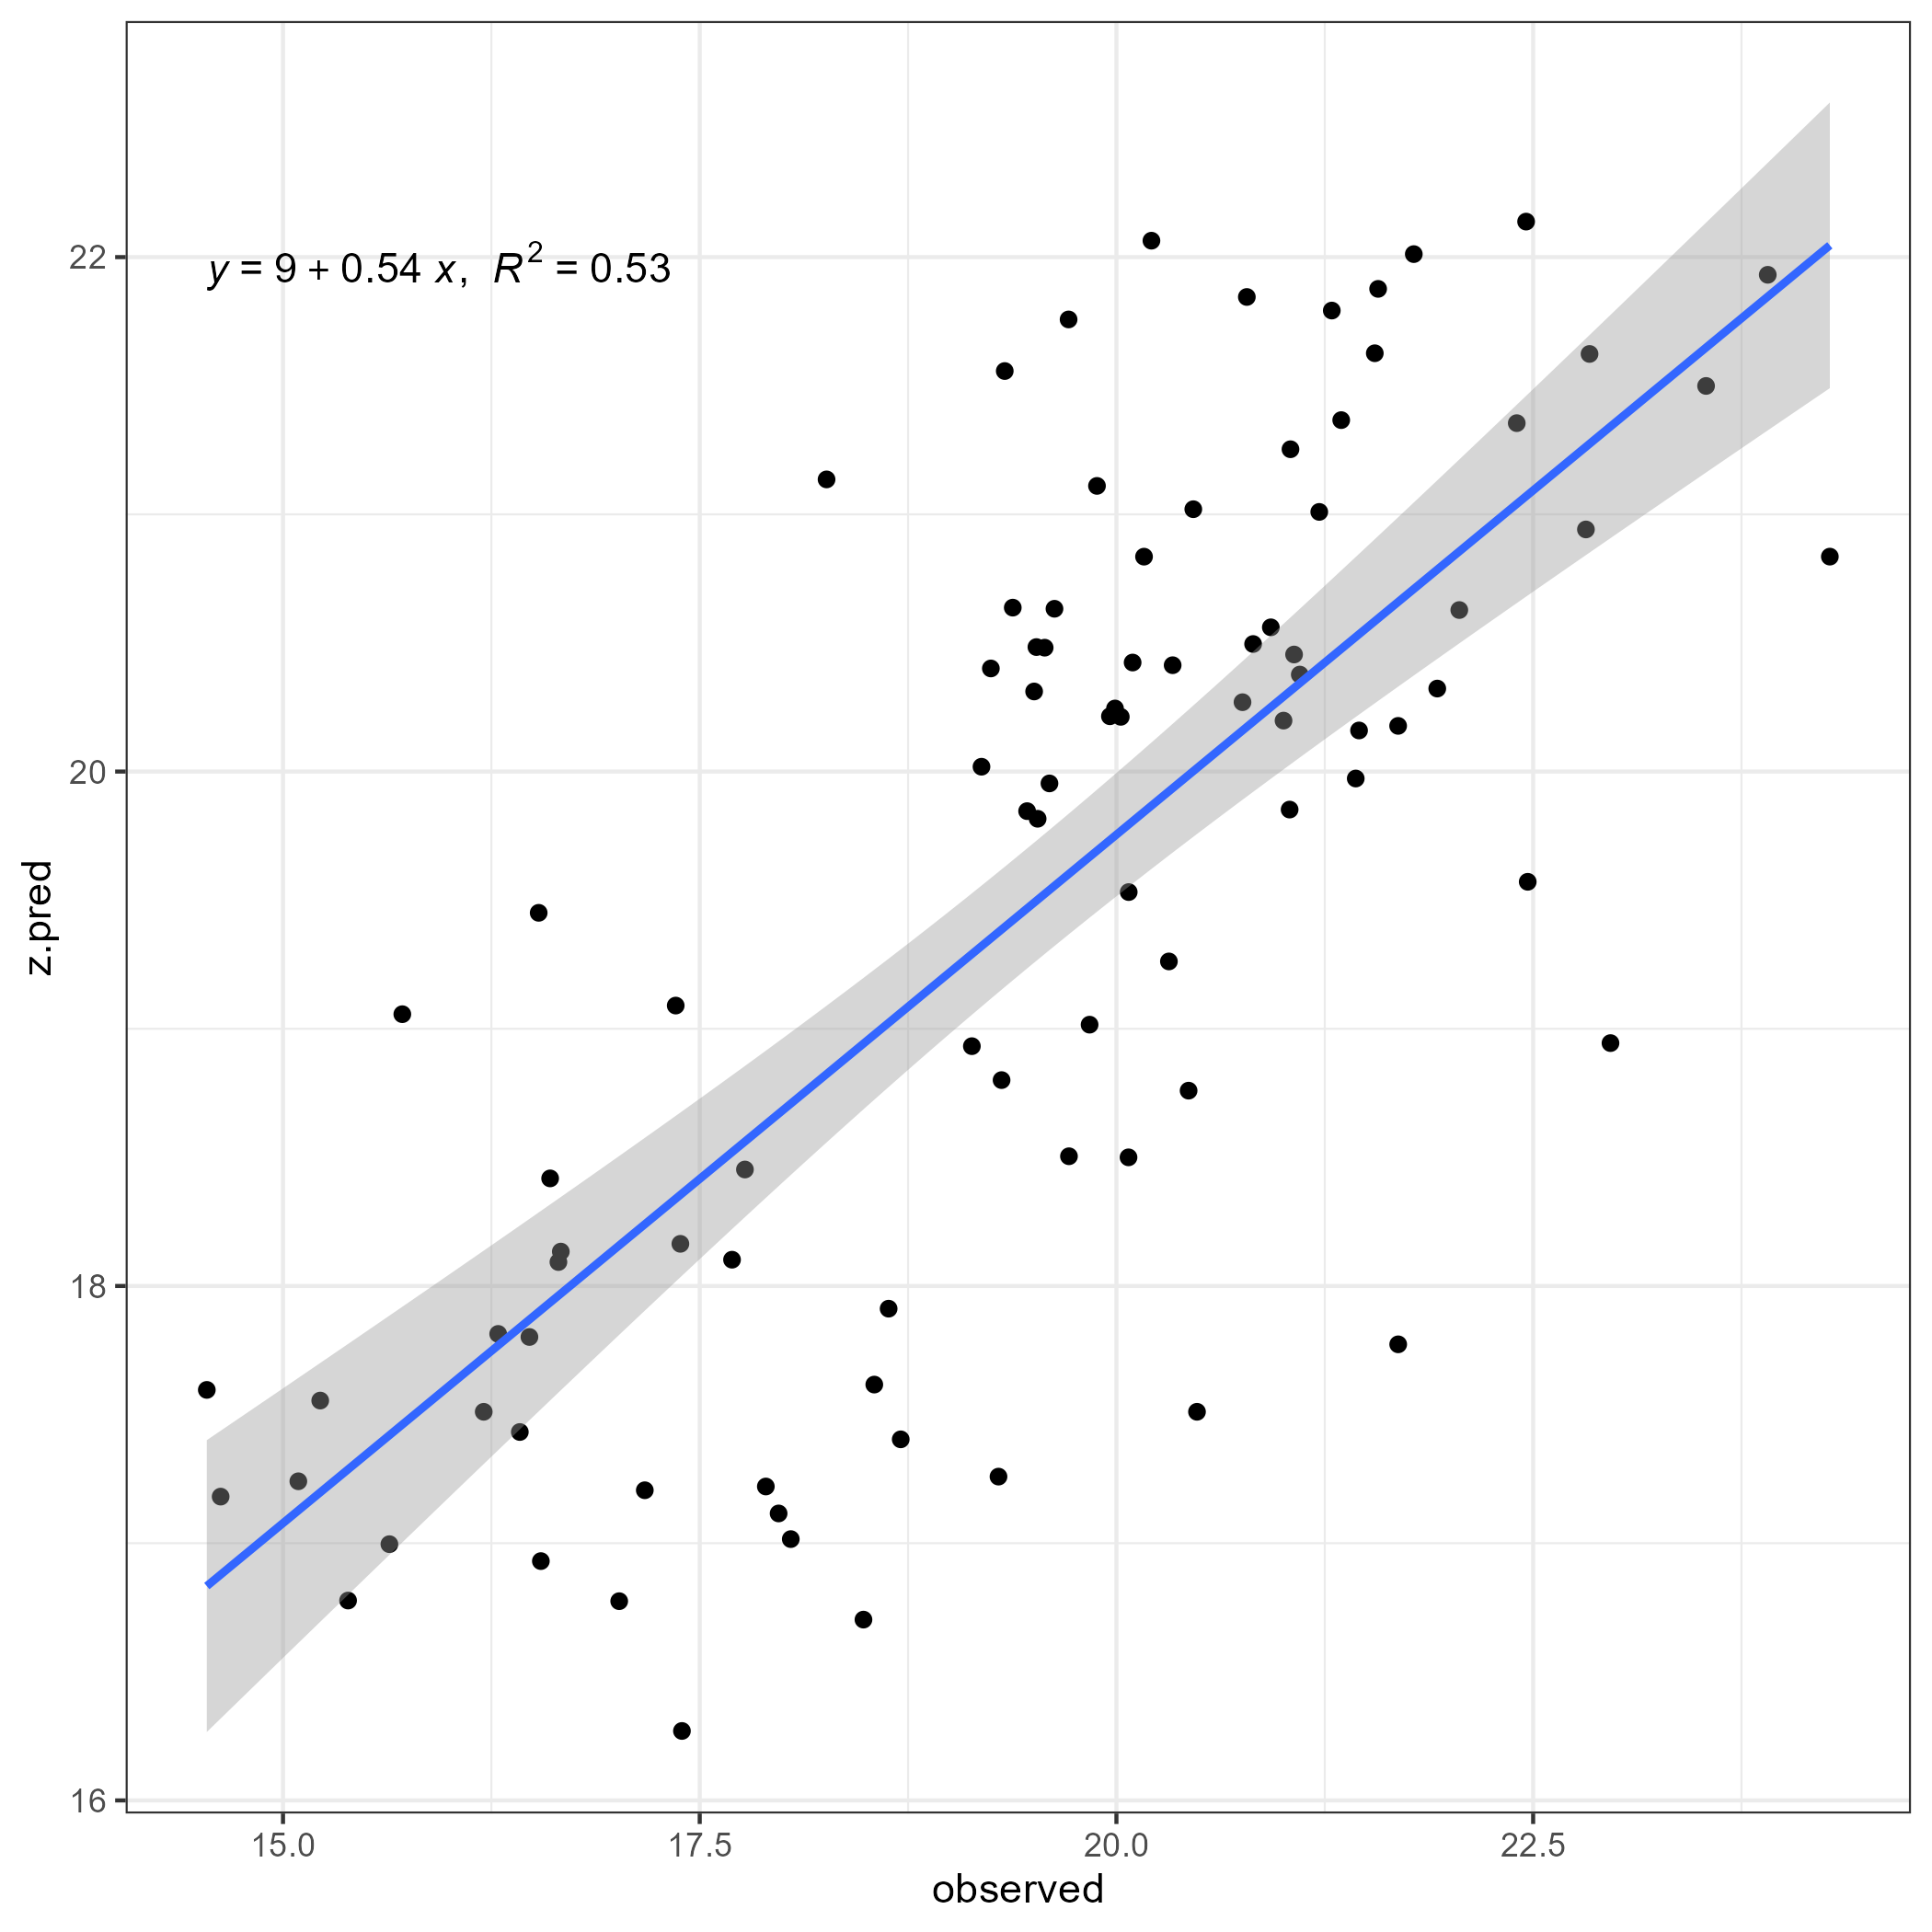 y = 9 + 0.54 x, R² = 0.53
22
20
18
16
z.pred
15.0 17.5 20.0 22.5
observed